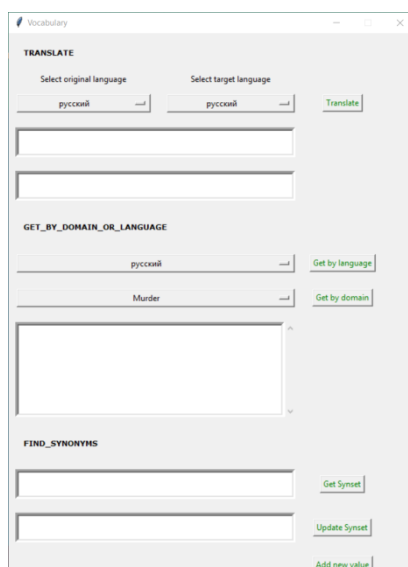 Vocabulary
TRANSLATE
Select original language Select target language
русский русский Translate
GET_BY_DOMAIN_OR_LANGUAGE
русский Get by language
Murder Get by domain
FIND_SYNONYMS
Get Synset
Update Synset
Add new value